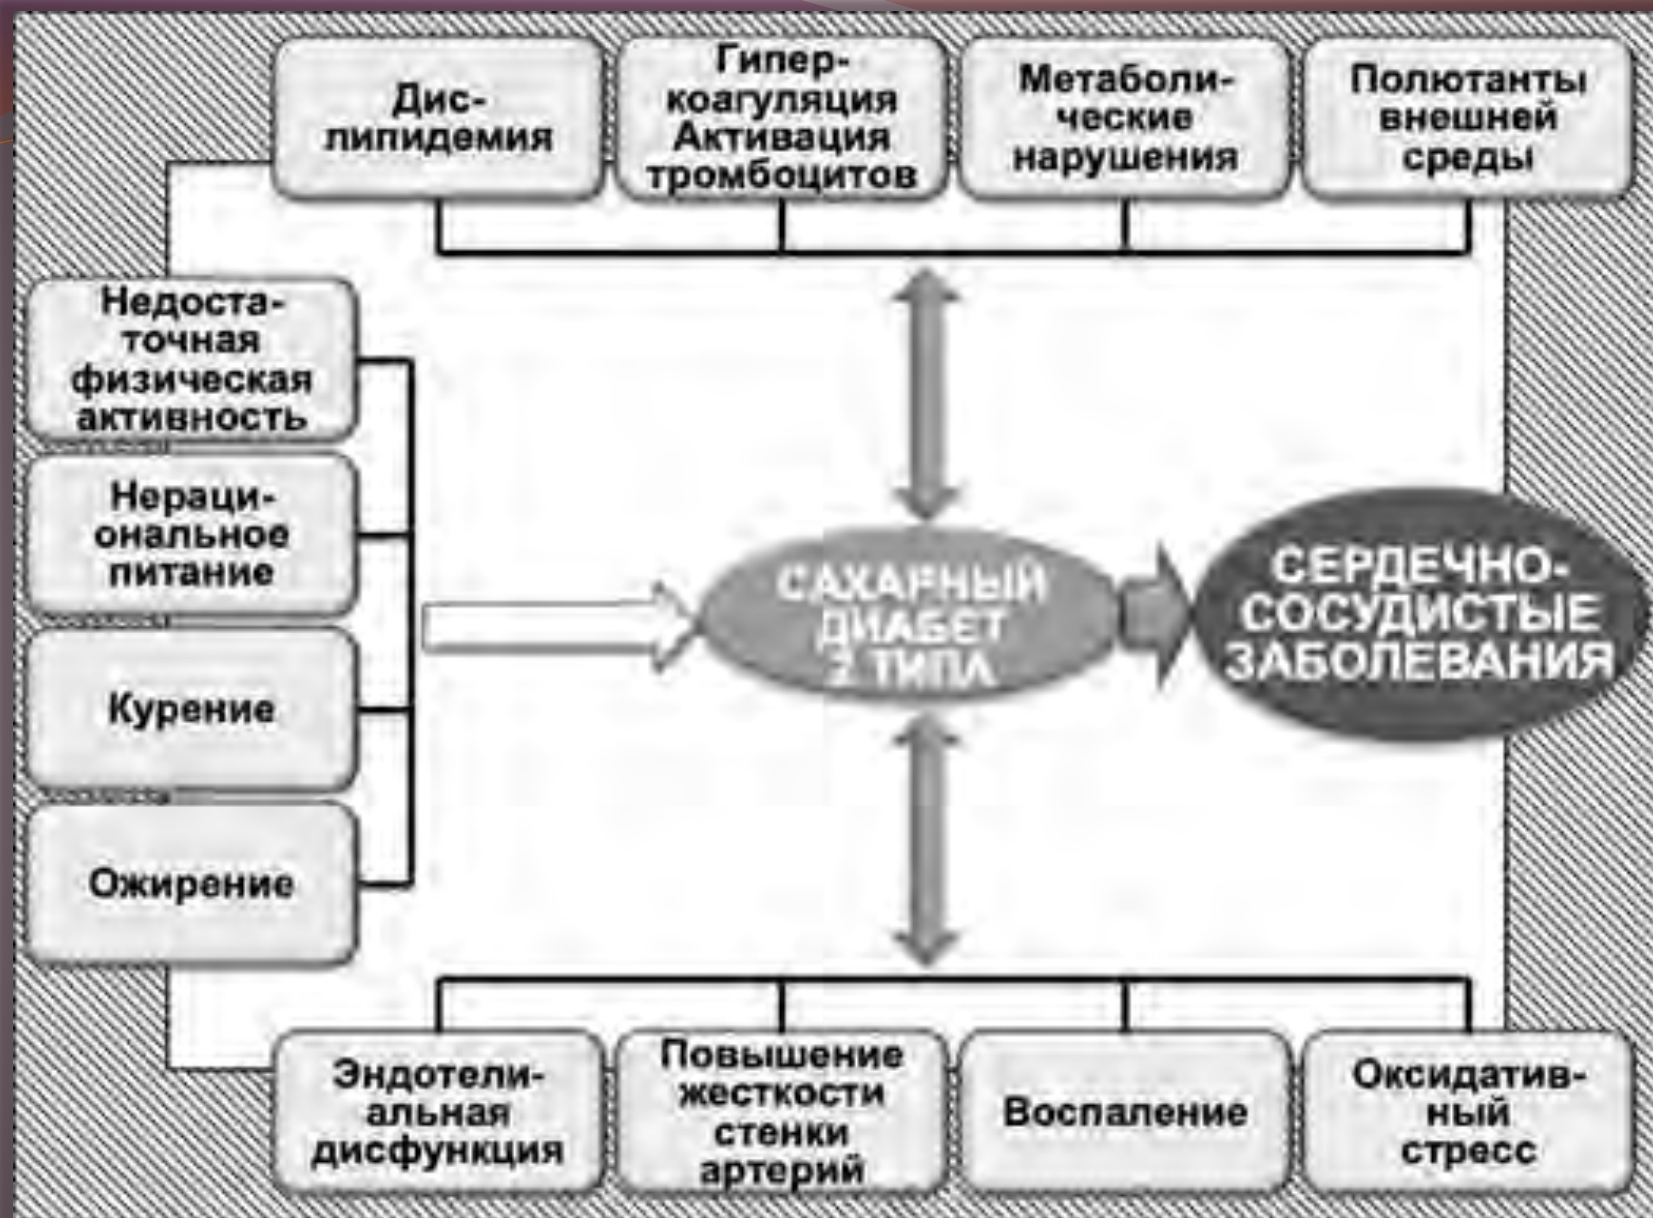 Дис-
липидемия
Гипер-
коагуляция
Активация
тромбоцитов
Метаболи-
ческие
нарушения
Полютанты
внешней
среды
Недоста-
точная
физическая
активность
Нераци-
ональное
питание
Курение
Ожирение
САХАРНЫЙ
ДИАБЕТ
2 ТИПА
СЕРДЕЧНО-
СОСУДИСТЫЕ
ЗАБОЛЕВАНИЯ
Эндотели-
альная
дисфункция
Повышение
жесткости
стенки
артерий
Воспаление
Оксидатив-
ный
стресс